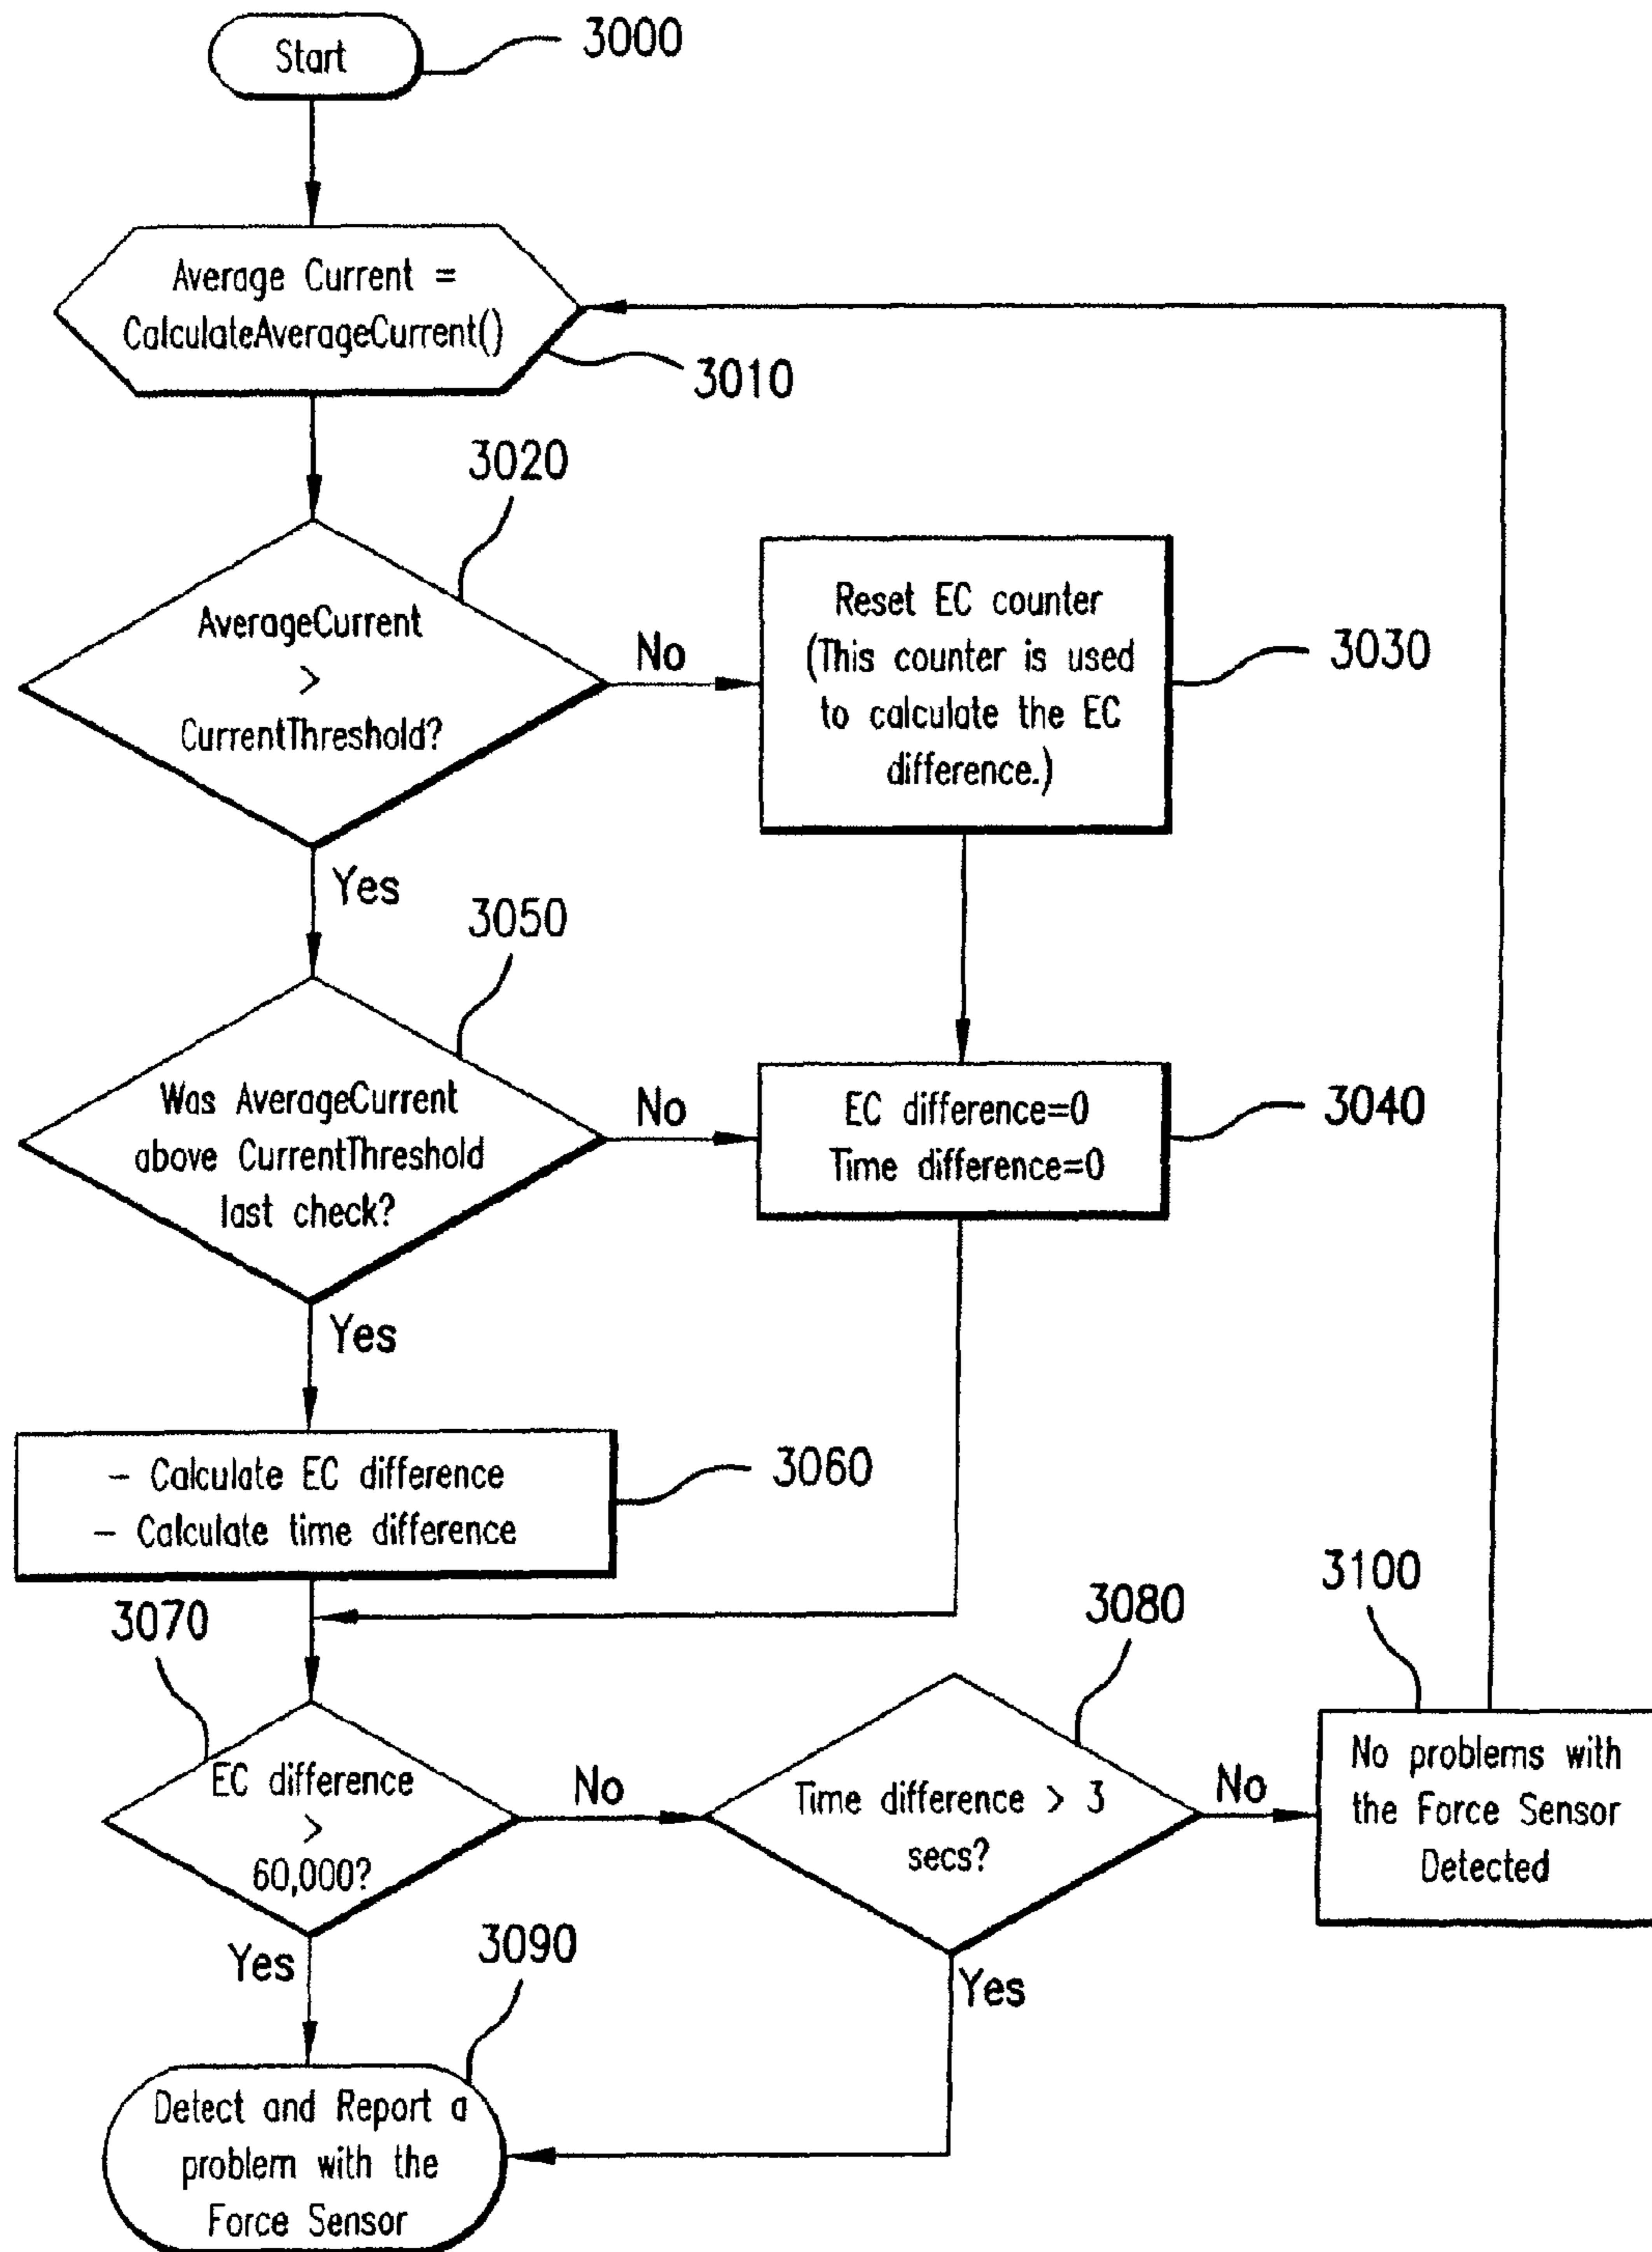 Start
3000
Average Current =
CalculateAverageCurrent()
3010
3020
AverageCurrent
>
CurrentThreshold?
No
Yes
Reset EC counter
(This counter is used
to calculate the EC
difference.)
3030
3050
Was AverageCurrent
above CurrentThreshold
last check?
No
Yes
EC difference=0
Time difference=0
3040
– Calculate EC difference
– Calculate time difference
3060
3070
EC difference
>
60,000?
No
Yes
3080
Time difference > 3
secs?
No
Yes
3100
No problems with
the Force Sensor
Detected
3090
Detect and Report a
problem with the
Force Sensor